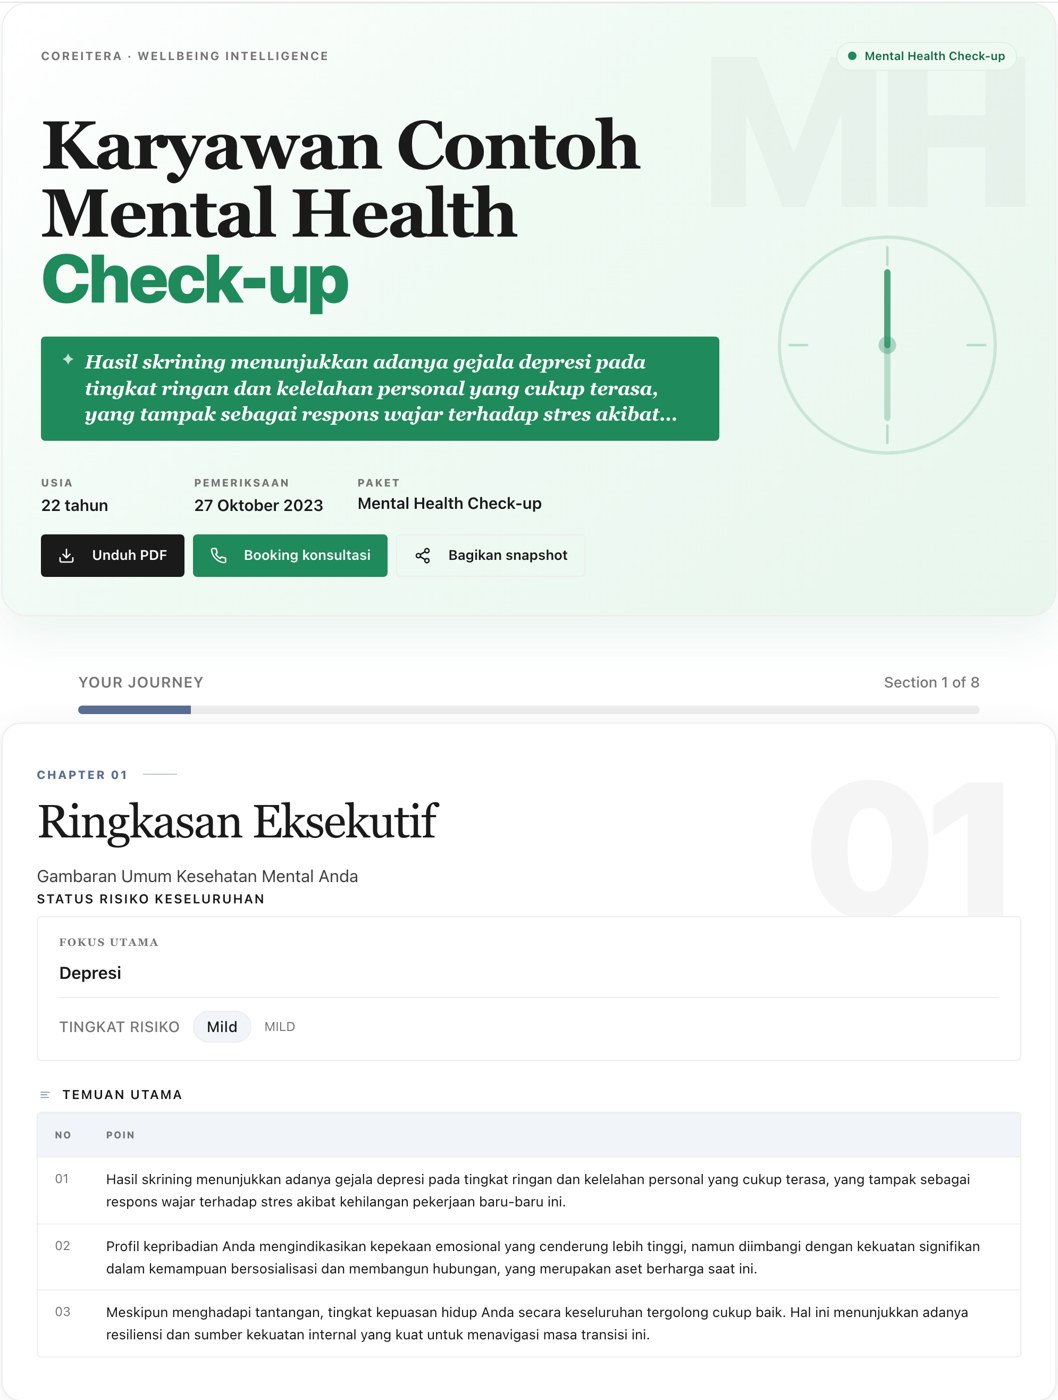 COREITERA · WELLBEING INTELLIGENCE
Mental Health Check-up
MH
Karyawan Contoh
Mental Health
Check-up
✦ Hasil skrining menunjukkan adanya gejala depresi pada
tingkat ringan dan kelelahan personal yang cukup terasa,
yang tampak sebagai respons wajar terhadap stres akibat...
USIA
22 tahun
PEMERIKSAAN
27 Oktober 2023
PAKET
Mental Health Check-up
Unduh PDF
Booking konsultasi
Bagikan snapshot
YOUR JOURNEY
Section 1 of 8
CHAPTER 01
01
Ringkasan Eksekutif
Gambaran Umum Kesehatan Mental Anda
STATUS RISIKO KESELURUHAN
FOKUS UTAMA
Depresi
TINGKAT RISIKO Mild MILD
TEMUAN UTAMA
NO POIN
01 Hasil skrining menunjukkan adanya gejala depresi pada tingkat ringan dan kelelahan personal yang cukup terasa, yang tampak sebagai
respons wajar terhadap stres akibat kehilangan pekerjaan baru-baru ini.
02 Profil kepribadian Anda mengindikasikan kepekaan emosional yang cenderung lebih tinggi, namun diimbangi dengan kekuatan signifikan
dalam kemampuan bersosialisasi dan membangun hubungan, yang merupakan aset berharga saat ini.
03 Meskipun menghadapi tantangan, tingkat kepuasan hidup Anda secara keseluruhan tergolong cukup baik. Hal ini menunjukkan adanya
resiliensi dan sumber kekuatan internal yang kuat untuk menavigasi masa transisi ini.